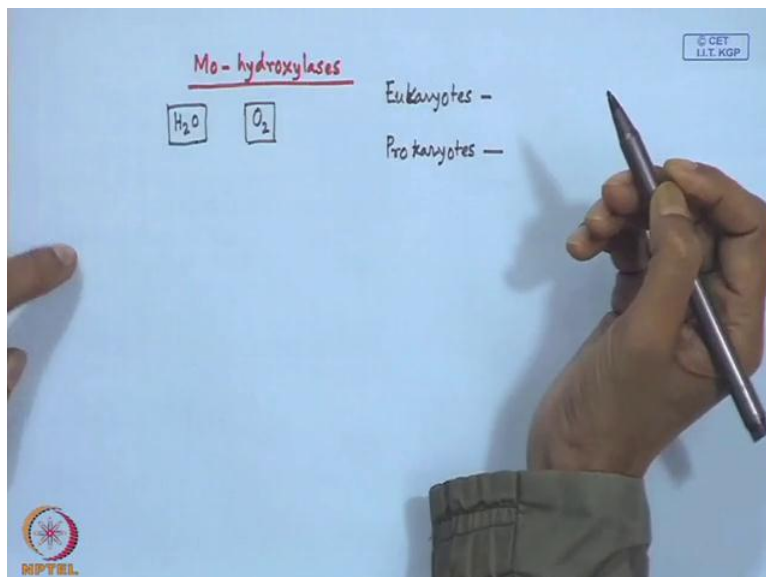 © CET
I.I.T. KGP
Mo-hydroxylases
H2O O2
Eukaryotes -
Prokaryotes —
NPTEL